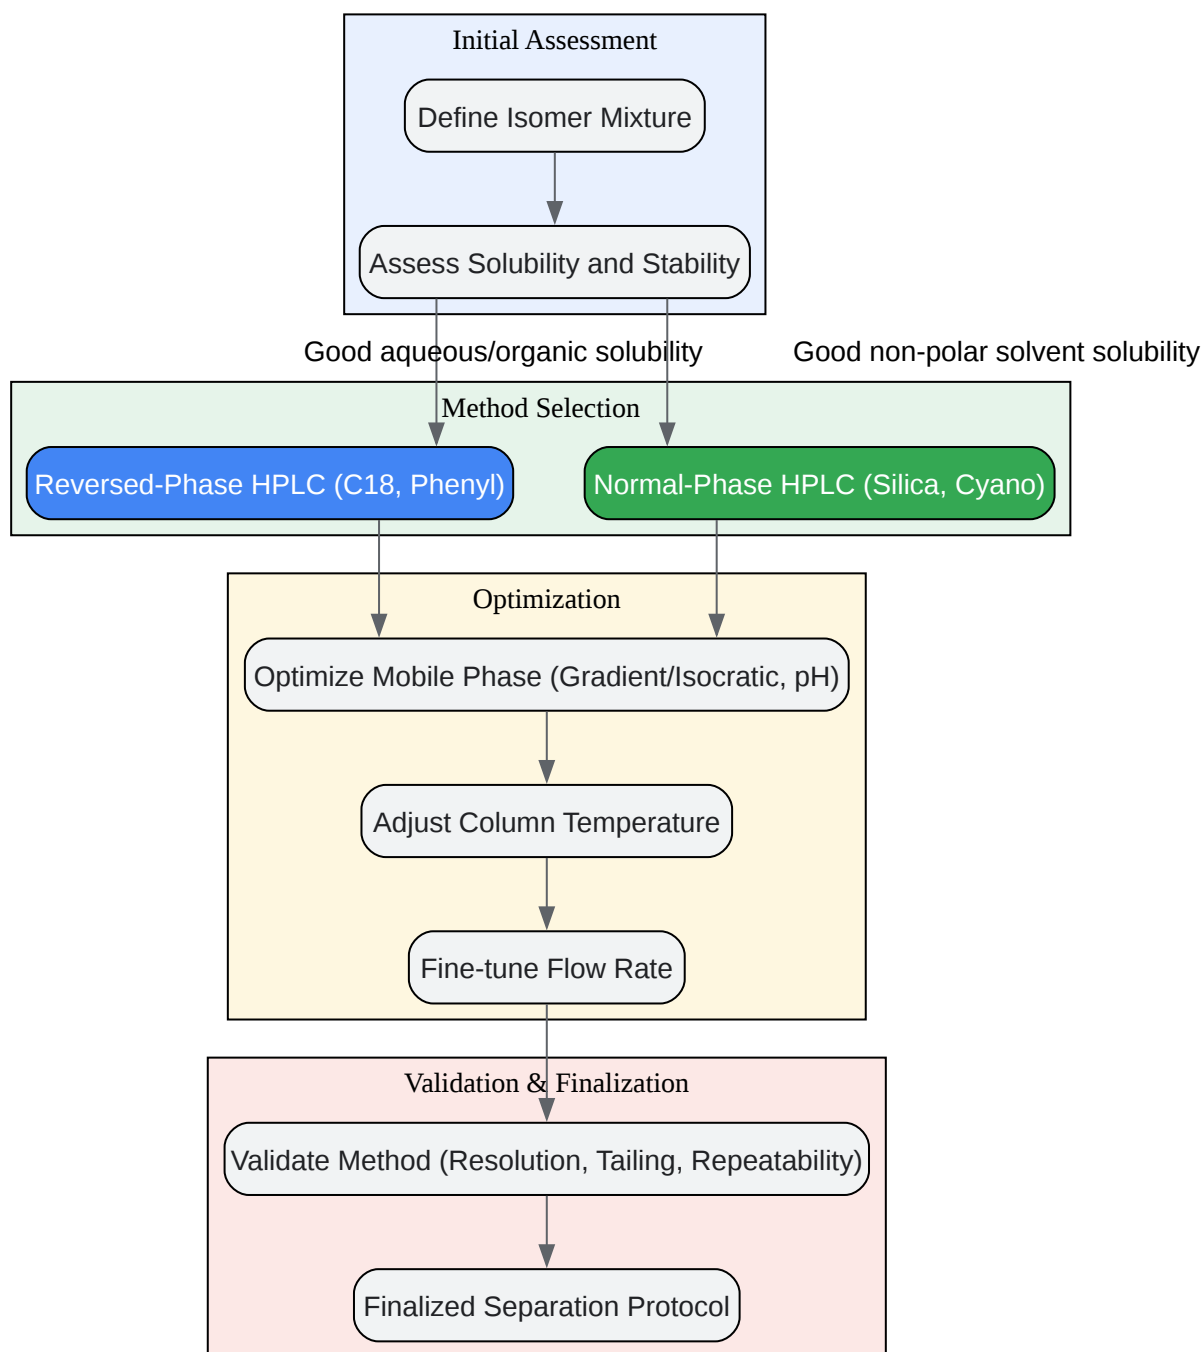 Initial Assessment
Define Isomer Mixture
Assess Solubility and Stability
Good aqueous/organic solubility
Good non-polar solvent solubility
Method Selection
Reversed-Phase HPLC (C18, Phenyl)
Normal-Phase HPLC (Silica, Cyano)
Optimization
Optimize Mobile Phase (Gradient/Isocratic, pH)
Adjust Column Temperature
Fine-tune Flow Rate
Validation & Finalization
Validate Method (Resolution, Tailing, Repeatability)
Finalized Separation Protocol